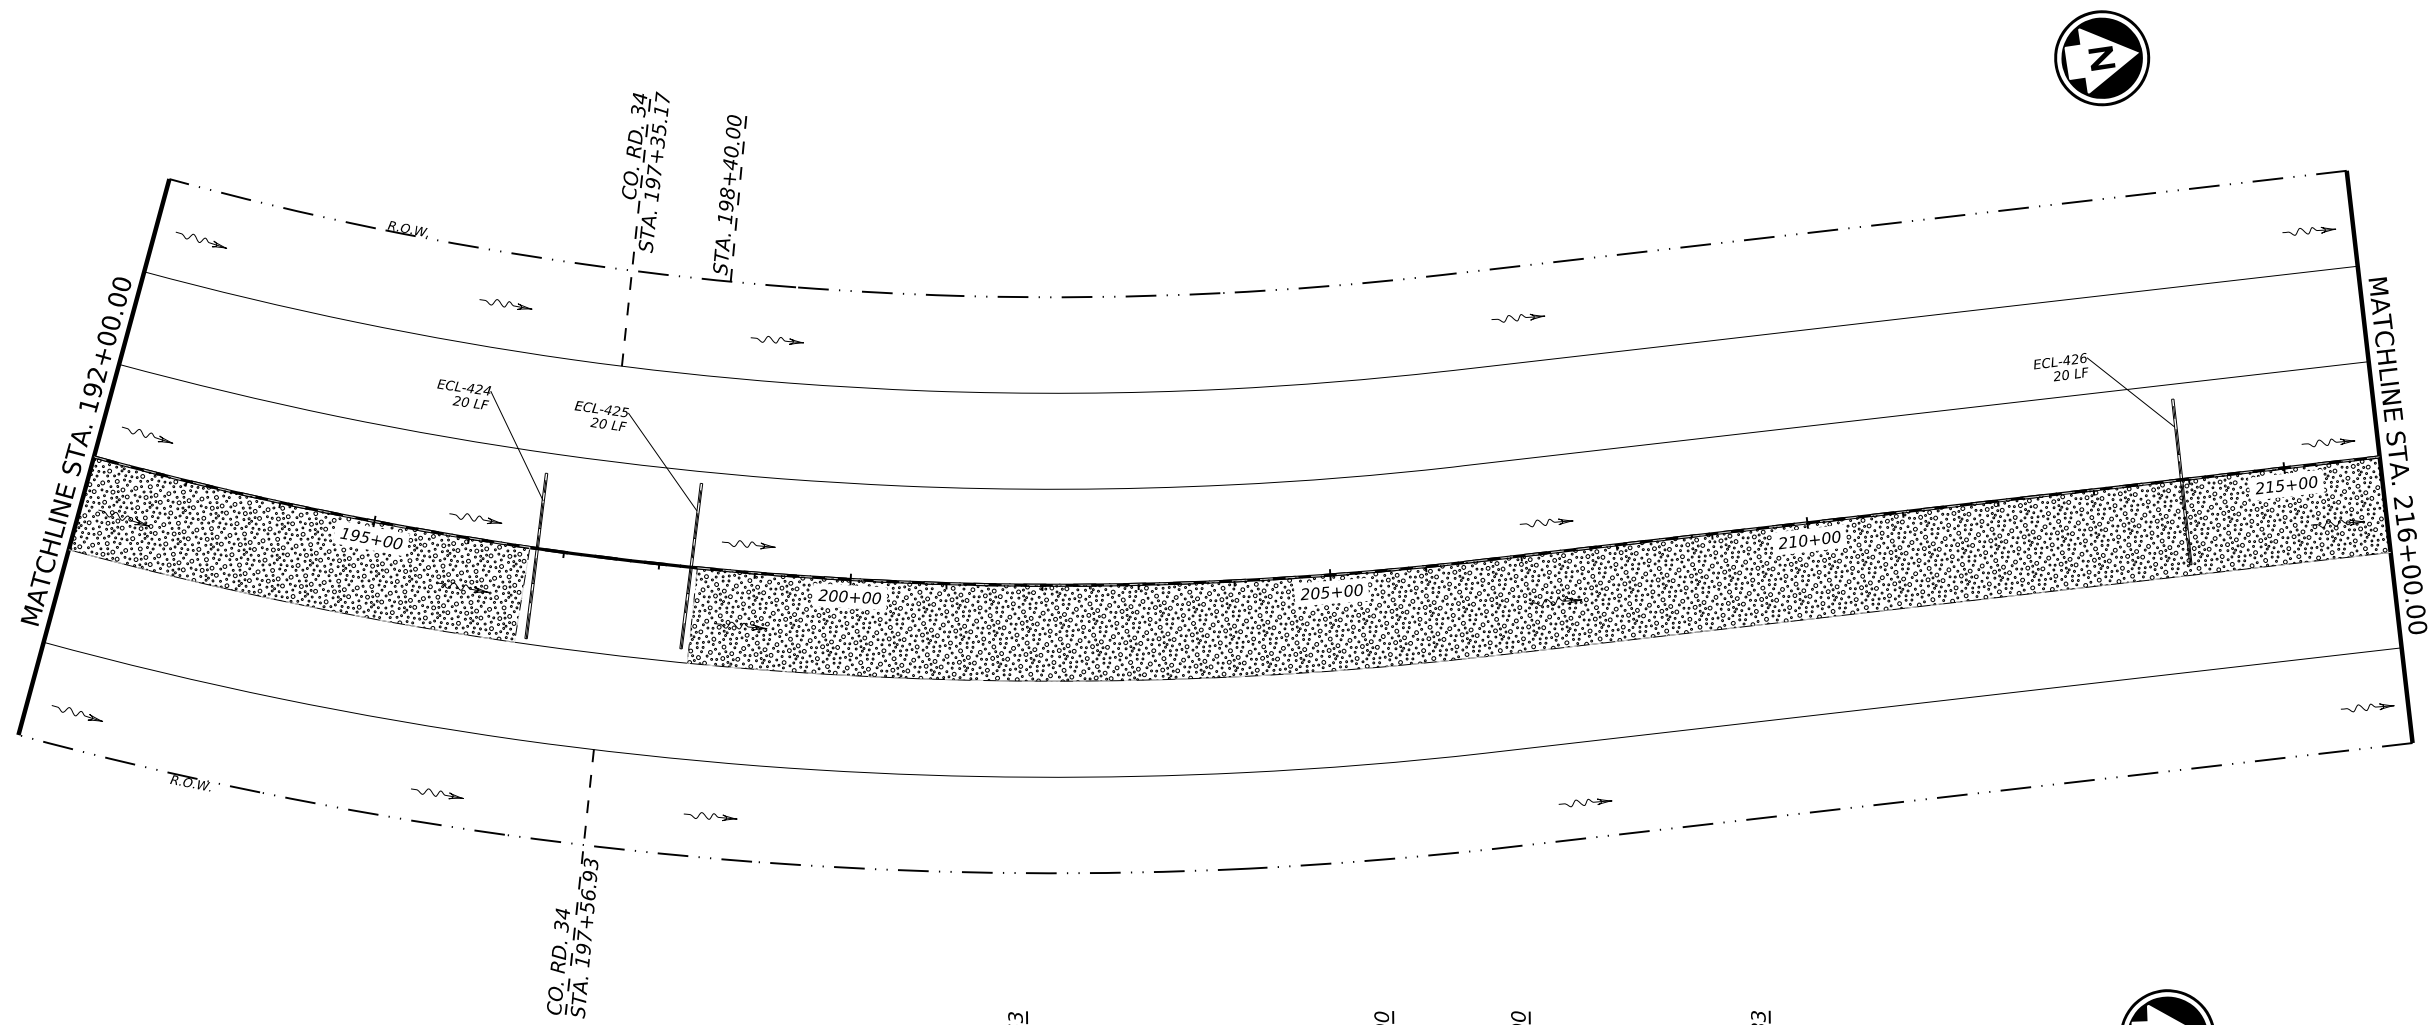 N
CO. RD. 34
STA. 197+35.17
STA. 198+40.00
R.O.W.
MATCHLINE STA. 192+00.00
ECL-424
20 LF
ECL-425
20 LF
ECL-426
20 LF
MATCHLINE STA. 216+00.00
195+00
200+00
205+00
210+00
215+00
R.O.W.
CO. RD. 34
STA. 197+56.93